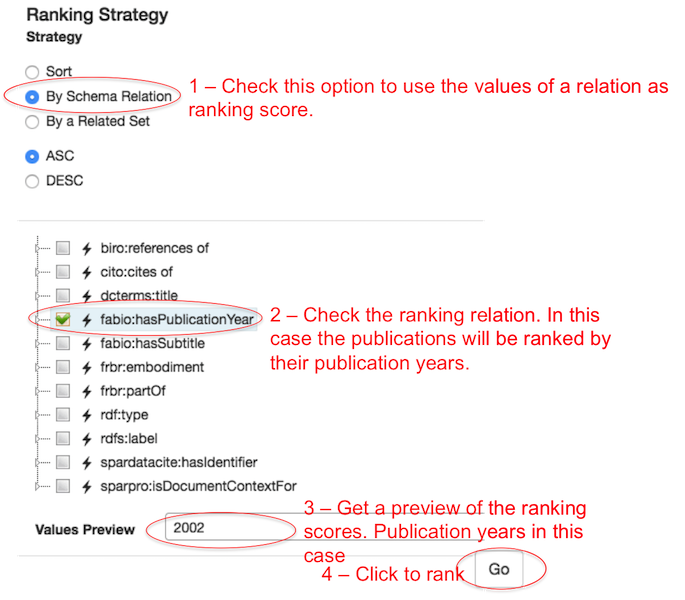 Ranking Strategy
Strategy
Sort
By Schema Relation
1 – Check this option to use the values of a relation as
ranking score.
By a Related Set
ASC
DESC
biro:references of
cito:cites of
dcterms:title
fabio:hasPublicationYear
2 – Check the ranking relation. In this
case the publications will be ranked by
their publication years.
fabio:hasSubtitle
frbr:embodiment
frbr:partOf
rdf:type
rdfs:label
spardatacite:hasIdentifier
sparpro:isDocumentContextFor
3 – Get a preview of the ranking
scores. Publication years in this
case
Values Preview
2002
4 – Click to rank
Go